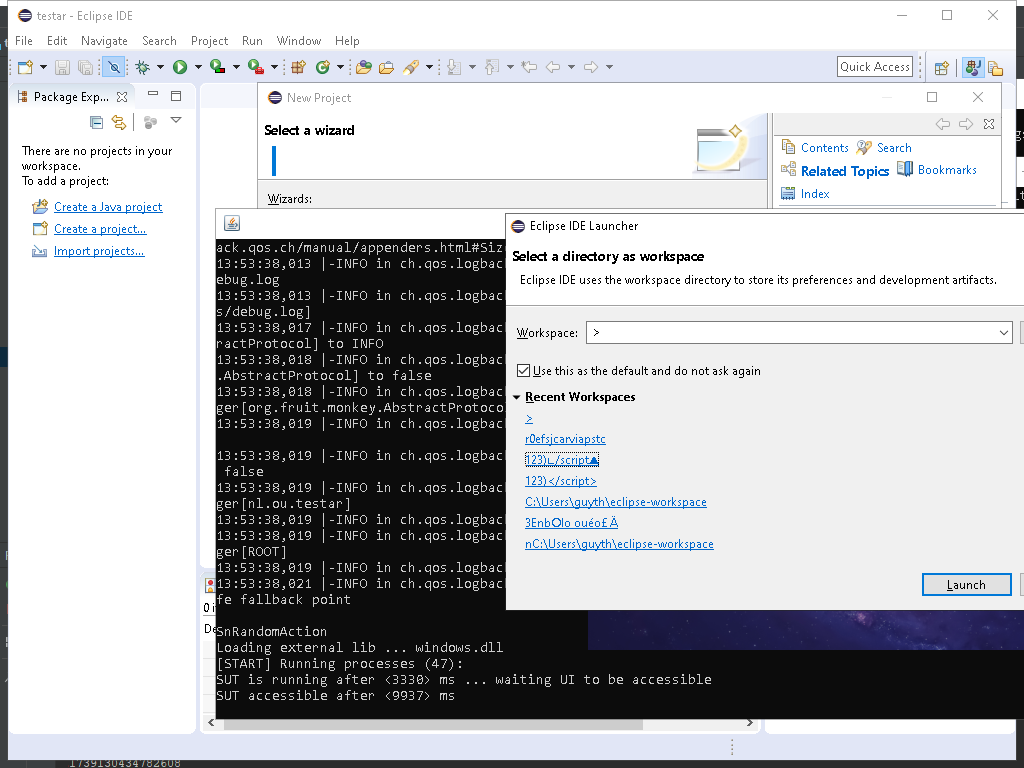 testar - Eclipse IDE
File Edit Navigate Search Project Run Window Help
Quick Access
Package Exp...
There are no projects in your
workspace.
To add a project:
Create a Java project
Create a project...
Import projects...
New Project
Select a wizard
Wizards:
Contents Search
Related Topics Bookmarks
Index
ack.qos.ch/manual/appenders.html#Siz
13:53:38,013 |-INFO in ch.qos.logbac
ebug.log
13:53:38,013 |-INFO in ch.qos.logbac
s/debug.log]
13:53:38,017 |-INFO in ch.qos.logbac
ractProtocol] to INFO
13:53:38,018 |-INFO in ch.qos.logbac
.AbstractProtocol] to false
13:53:38,018 |-INFO in ch.qos.logbac
ger[org.fruit.monkey.AbstractProtoco
13:53:38,019 |-INFO in ch.qos.logbac
13:53:38,019 |-INFO in ch.qos.logbac
false
13:53:38,019 |-INFO in ch.qos.logbac
ger[nl.ou.testar]
13:53:38,019 |-INFO in ch.qos.logbac
13:53:38,019 |-INFO in ch.qos.logbac
ger[ROOT]
13:53:38,019 |-INFO in ch.qos.logbac
13:53:38,021 |-INFO in ch.qos.logbac
fe fallback point
SnRandomAction
Loading external lib ... windows.dll
[START] Running processes (47):
SUT is running after <3330> ms ... waiting UI to be accessible
SUT accessible after <9937> ms
Eclipse IDE Launcher
Select a directory as workspace
Eclipse IDE uses the workspace directory to store its preferences and development artifacts.
Workspace: >
Use this as the default and do not ask again
Recent Workspaces
>
r0efsjcarviapstc
123)∟/script▲
123)</script>
C:\Users\guyth\eclipse-workspace
3EnbOlo ouéo£Ä
nC:\Users\guyth\eclipse-workspace
Launch
0 i
De
1739130434782608